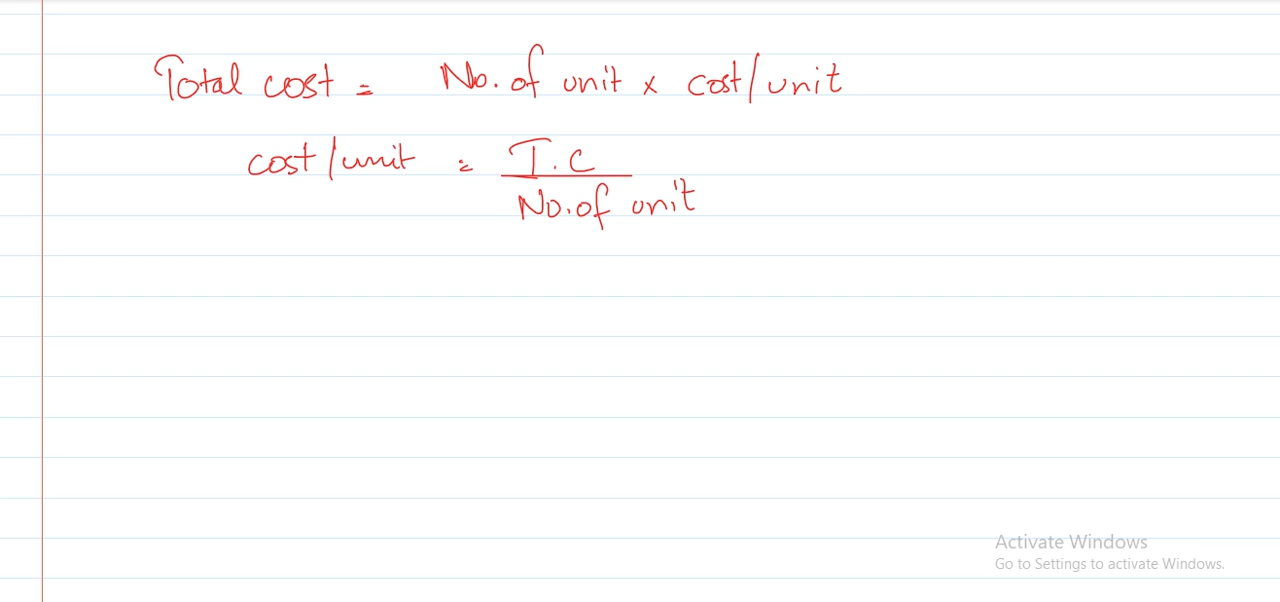 Total cost = No. of unit x cost/unit
cost/unit = T.C
No. of unit
Activate Windows
Go to Settings to activate Windows.